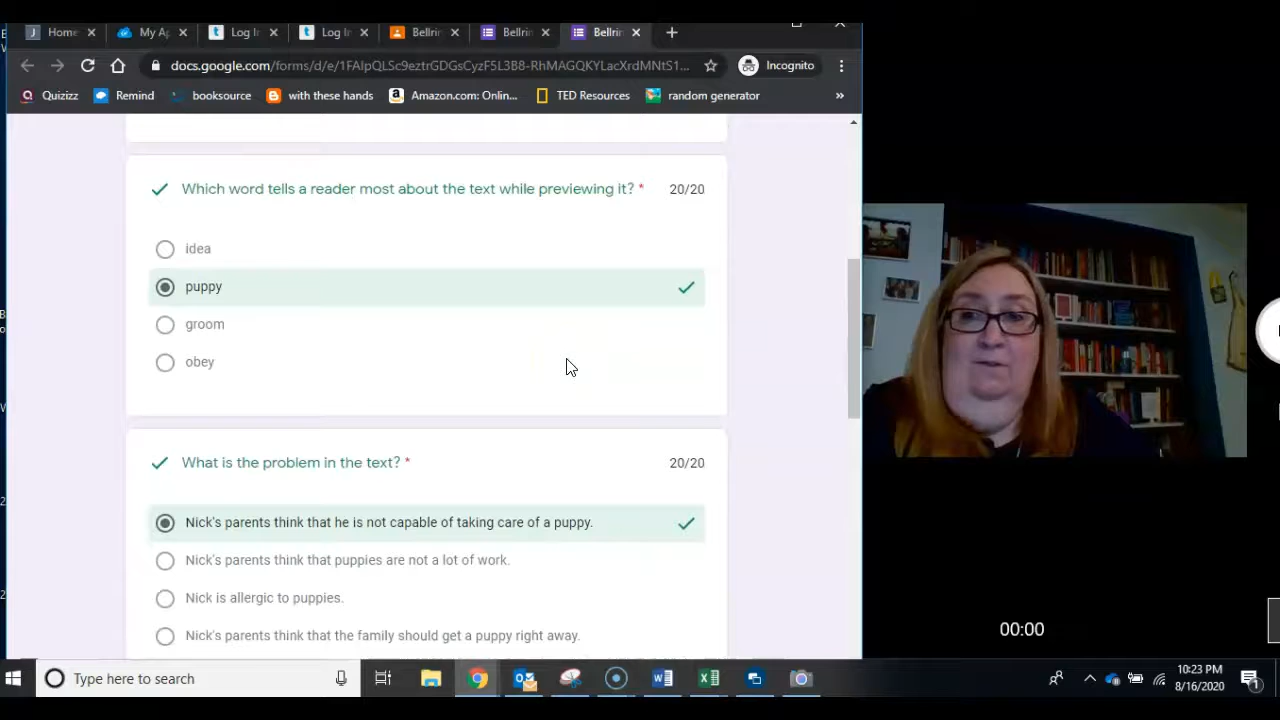 Home
My Ap
Log In
Log In
Bellrin
Bellrin
Bellrin
docs.google.com/forms/d/e/1FAIpQLSc9eztrGDGsCyzF5L3B8-RhMAGQKYLacXrdMNtS1...
Incognito
Quizizz
Remind
booksource
with these hands
Amazon.com: Onlin...
TED Resources
random generator
»
Which word tells a reader most about the text while previewing it? *
20/20
idea
puppy
groom
obey
What is the problem in the text? *
20/20
Nick's parents think that he is not capable of taking care of a puppy.
Nick's parents think that puppies are not a lot of work.
Nick is allergic to puppies.
Nick's parents think that the family should get a puppy right away.
00:00
Type here to search
10:23 PM
8/16/2020